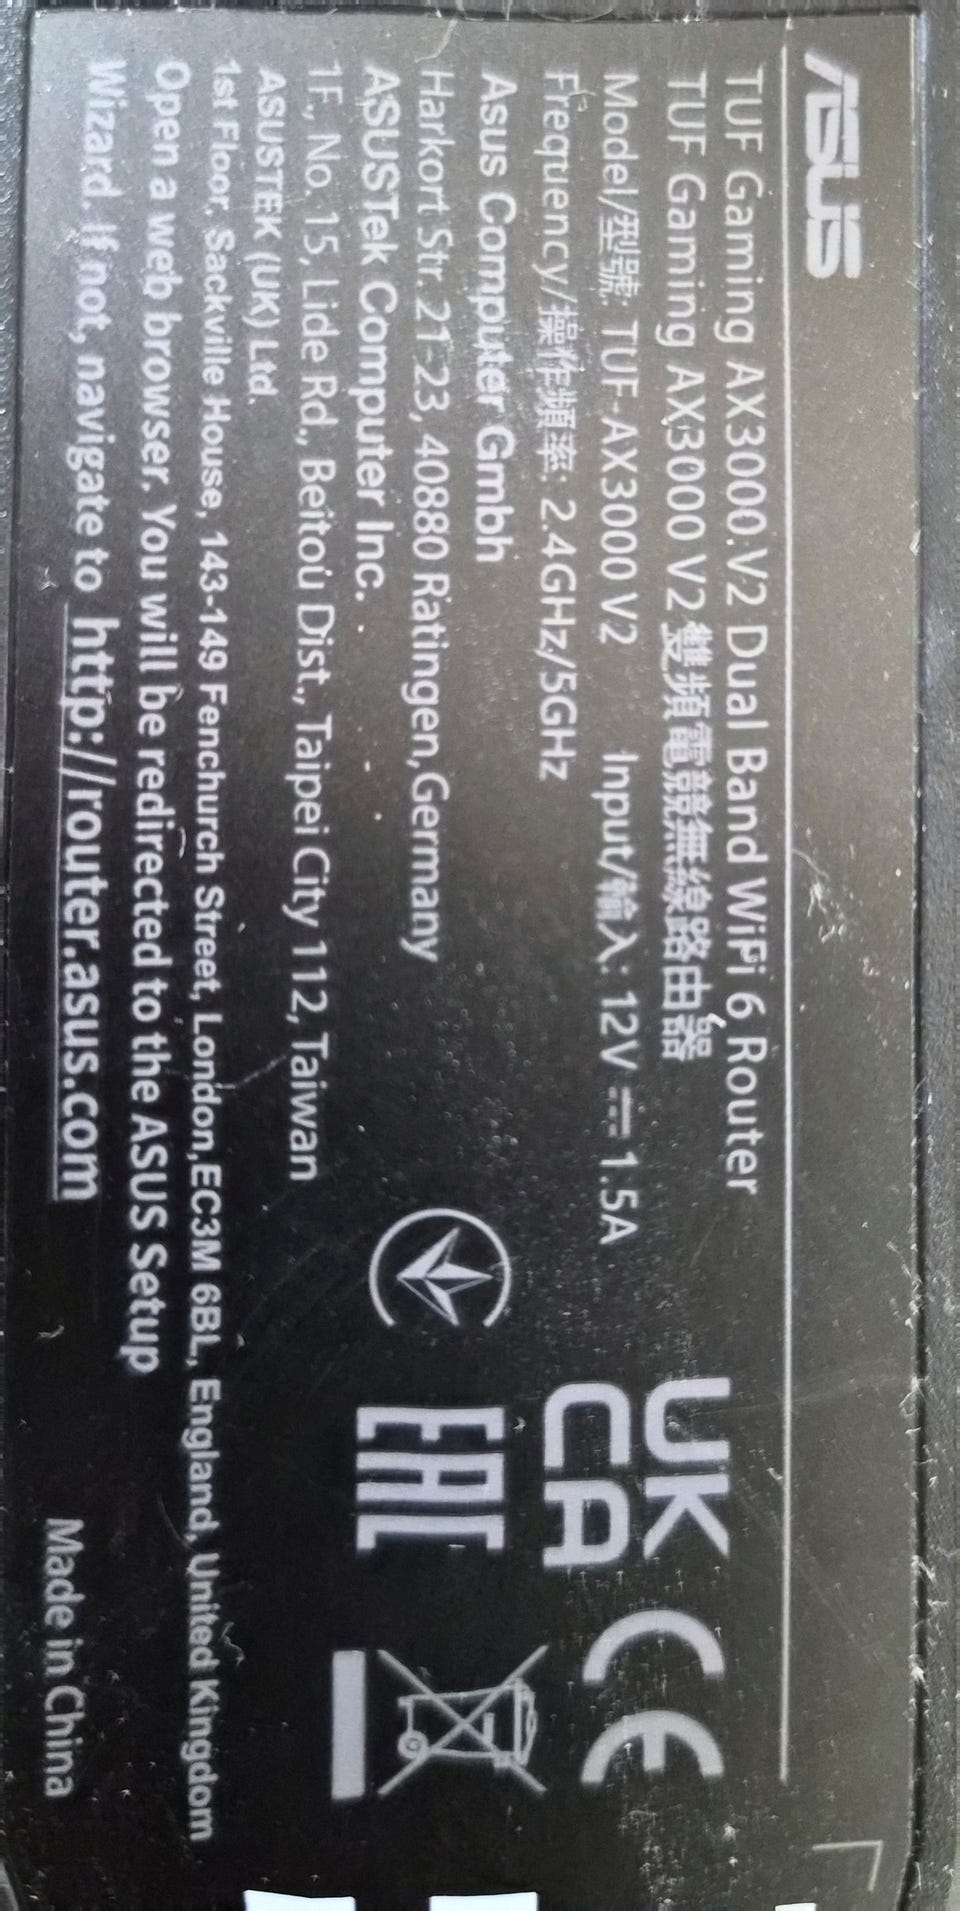 ASUS
TUF Gaming AX3000 V2 Dual Band WiFi 6 Router
TUF Gaming AX3000 V2雙頻電競無線路由器
Model/型號: TUF-AX3000 V2 Input/輸入: 12V ⎓ 1.5A
Frequency/操作頻率: 2.4GHz/5GHz
Asus Computer Gmbh
Harkort Str. 21-23, 40880 Ratingen,Germany
ASUSTek Computer Inc.
1F., No. 15, Lide Rd., Beitou Dist., Taipei City 112, Taiwan
ASUSTEK (UK) Ltd.
1st Floor, Sackville House, 143-149 Fenchurch Street, London,EC3M 6BL, England, United Kingdom
Open a web browser. You will be redirected to the ASUS Setup
Wizard. If not, navigate to http://router.asus.com
UK
CA
CE
EAC
Made in China